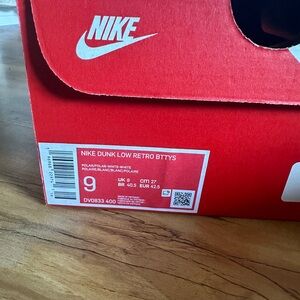 NIKE
NIKE DUNK LOW RETRO BTTYS
POLAR/POLAR-WHITE-WHITE
POLAIRE/BLANC/BLANC/POLAIRE
9
UK 8 cm 27
BR 40.5 EUR 42.5
DV0833 400